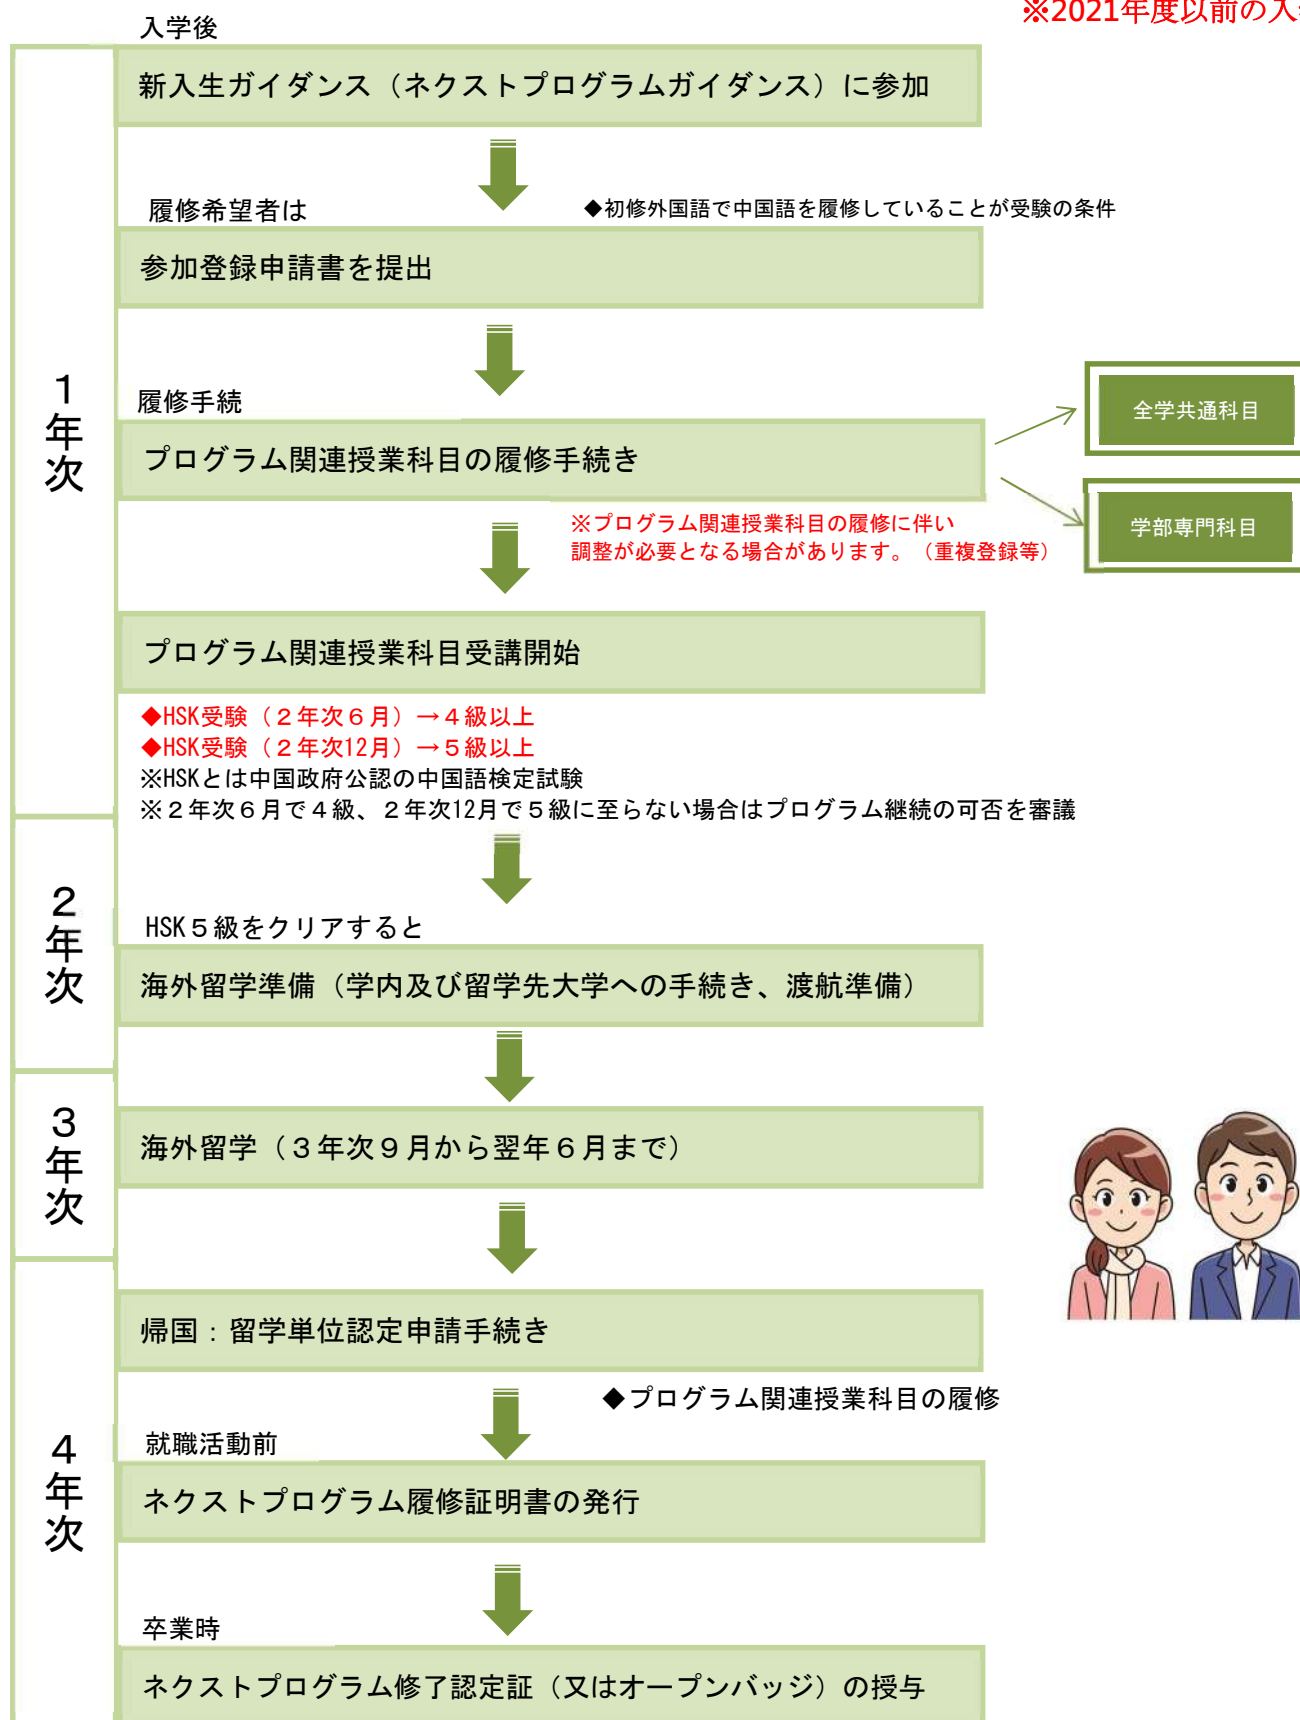 ※2021年度以前の入
入学後
新入生ガイダンス（ネクストプログラムガイダンス）に参加
履修希望者は
◆初修外国語で中国語を履修していることが受験の条件
参加登録申請書を提出
1年次
履修手続
プログラム関連授業科目の履修手続き
全学共通科目
学部専門科目
※プログラム関連授業科目の履修に伴い
調整が必要となる場合があります。（重複登録等）
プログラム関連授業科目受講開始
◆HSK受験（２年次６月）→４級以上
◆HSK受験（２年次12月）→５級以上
※HSKとは中国政府公認の中国語検定試験
※２年次６月で４級、２年次12月で５級に至らない場合はプログラム継続の可否を審議
2年次
HSK５級をクリアすると
海外留学準備（学内及び留学先大学への手続き、渡航準備）
3年次
海外留学（３年次９月から翌年６月まで）
4年次
帰国：留学単位認定申請手続き
◆プログラム関連授業科目の履修
就職活動前
ネクストプログラム履修証明書の発行
卒業時
ネクストプログラム修了認定証（又はオープンバッジ）の授与